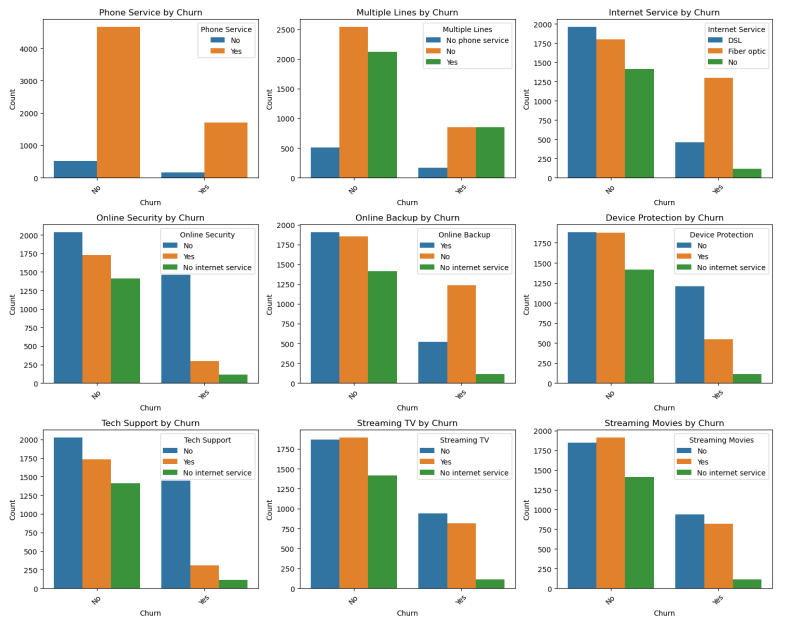 Phone Service by Churn
Phone Service
No
Yes
4000
3000
2000
1000
0
Count
No
Yes
Churn
Multiple Lines by Churn
Multiple Lines
No phone service
No
Yes
2500
2000
1500
1000
500
0
Count
No
Yes
Churn
Internet Service by Churn
Internet Service
DSL
Fiber optic
No
2000
1750
1500
1250
1000
750
500
250
0
Count
No
Yes
Churn
Online Security by Churn
Online Security
No
Yes
No internet service
2000
1750
1500
1250
1000
750
500
250
0
Count
No
Yes
Churn
Online Backup by Churn
Online Backup
Yes
No
No internet service
2000
1750
1500
1250
1000
750
500
250
0
Count
No
Yes
Churn
Device Protection by Churn
Device Protection
No
Yes
No internet service
1750
1500
1250
1000
750
500
250
0
Count
No
Yes
Churn
Tech Support by Churn
Tech Support
No
Yes
No internet service
2000
1750
1500
1250
1000
750
500
250
0
Count
No
Yes
Churn
Streaming TV by Churn
Streaming TV
No
Yes
No internet service
1750
1500
1250
1000
750
500
250
0
Count
No
Yes
Churn
Streaming Movies by Churn
Streaming Movies
No
Yes
No internet service
2000
1750
1500
1250
1000
750
500
250
0
Count
No
Yes
Churn